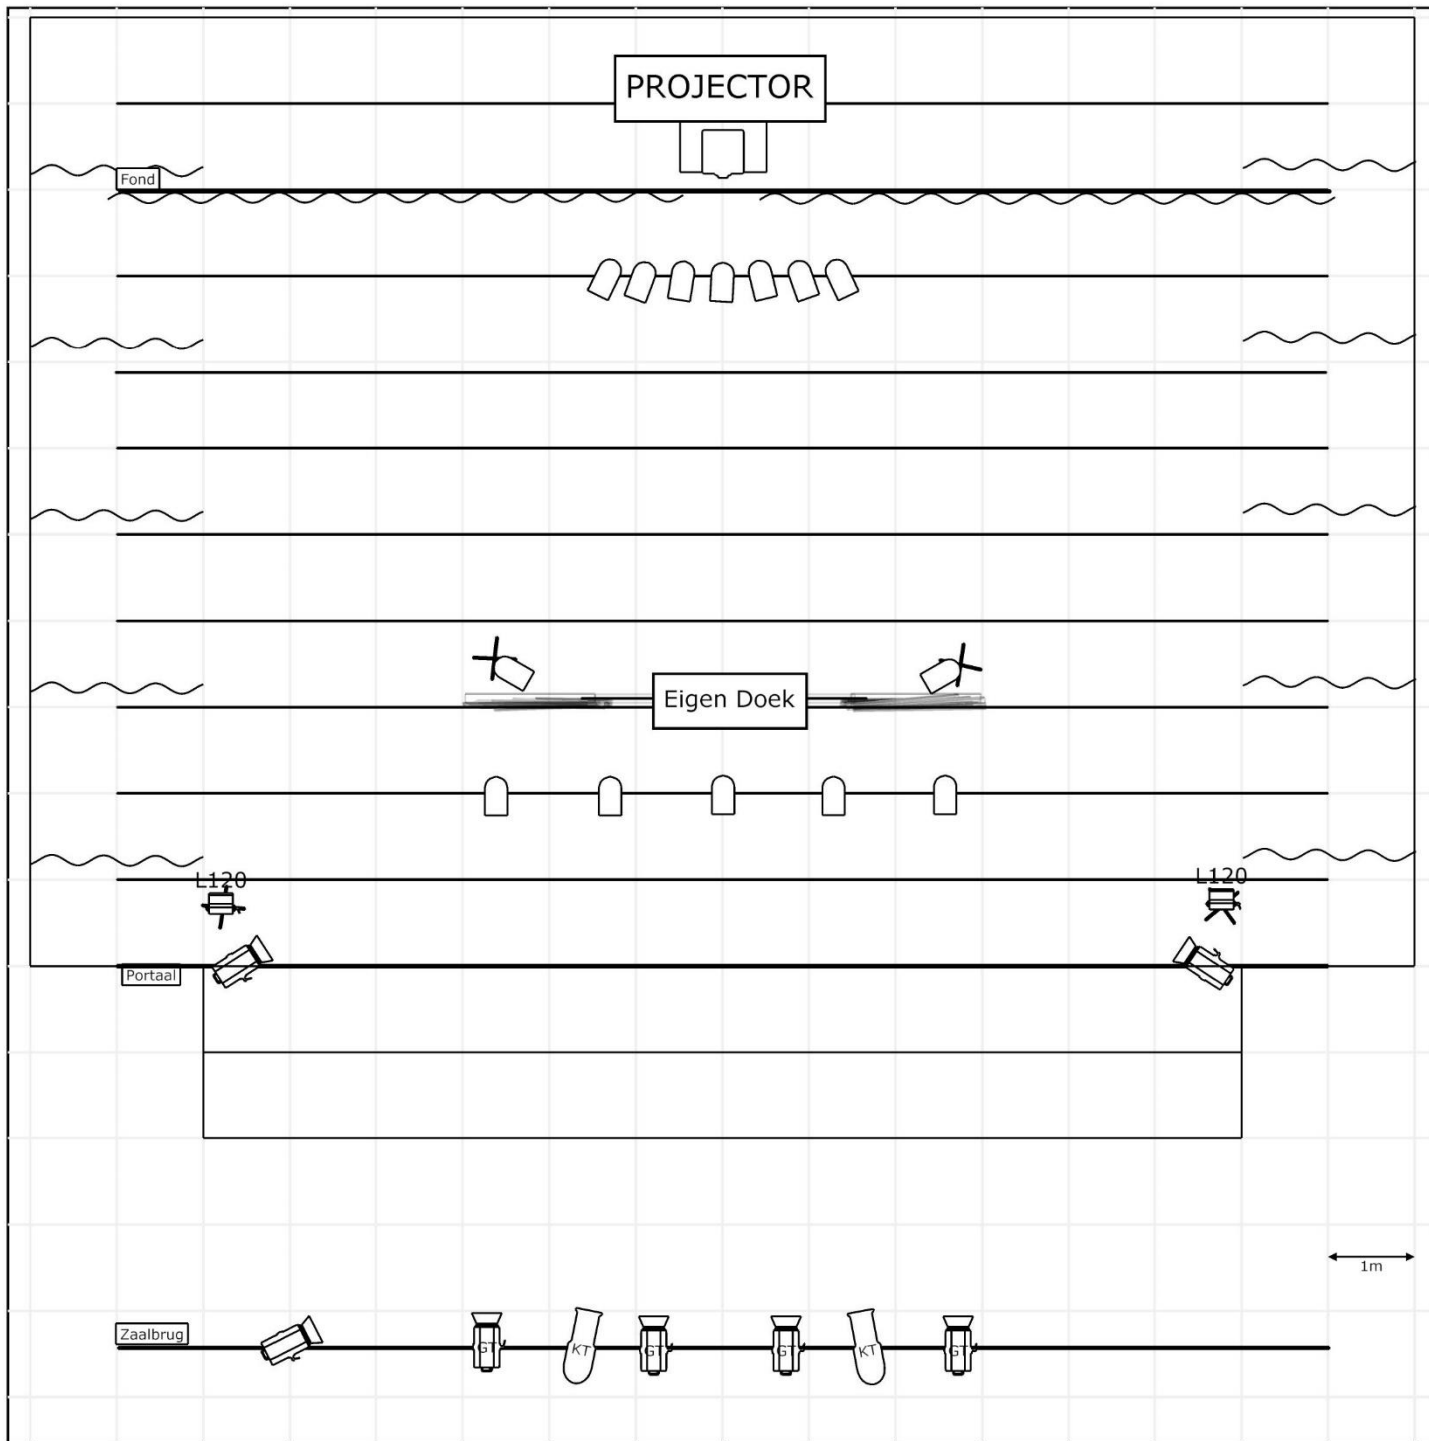 PROJECTOR
Fond
Eigen Doek
L120
L120
Portaal
1m
Zaalbrug
GT
KT
GT
GT
KT
GT